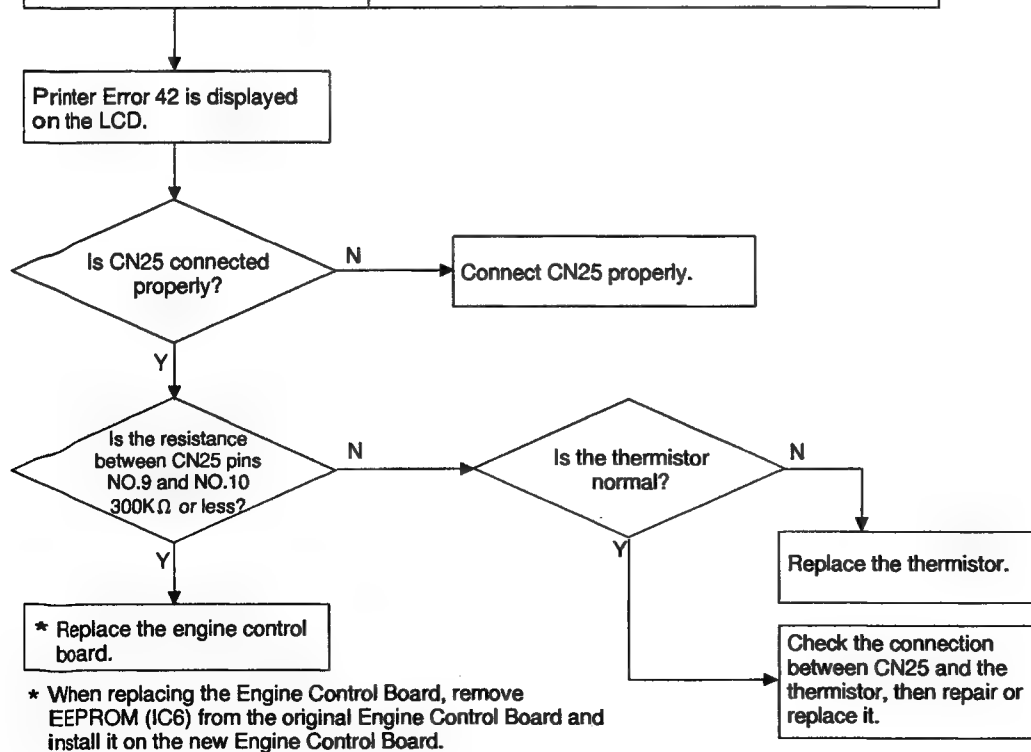 Printer Error 42 is displayed
on the LCD.
Is CN25 connected
properly?
N
Connect CN25 properly.
Y
Is the resistance
between CN25 pins
NO.9 and NO.10
300KΩ or less?
N
Is the thermistor
normal?
N
Y
Y
Replace the thermistor.
* Replace the engine control
board.
Check the connection
between CN25 and the
thermistor, then repair or
replace it.
* When replacing the Engine Control Board, remove
EEPROM (IC6) from the original Engine Control Board and
install it on the new Engine Control Board.